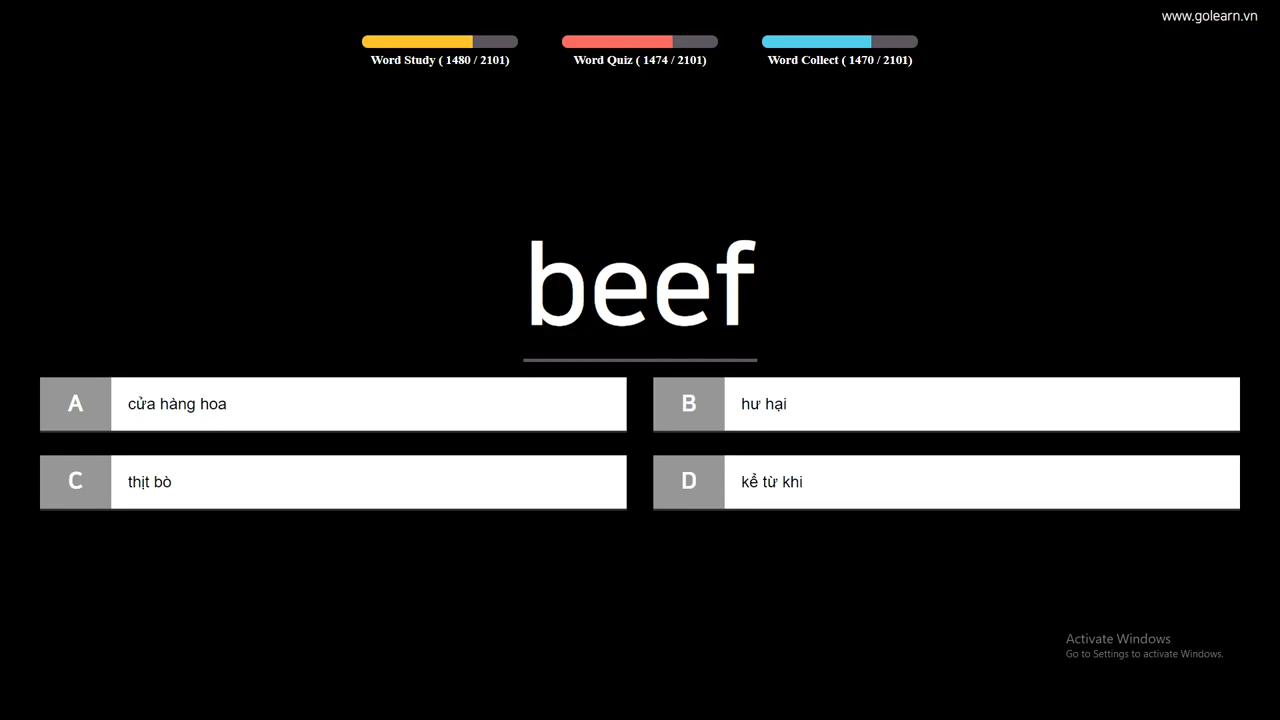 www.golearn.vn
Word Study ( 1480 / 2101) Word Quiz ( 1474 / 2101) Word Collect ( 1470 / 2101)
beef
A cửa hàng hoa B hư hại
C thịt bò D kể từ khi
Activate Windows
Go to Settings to activate Windows.